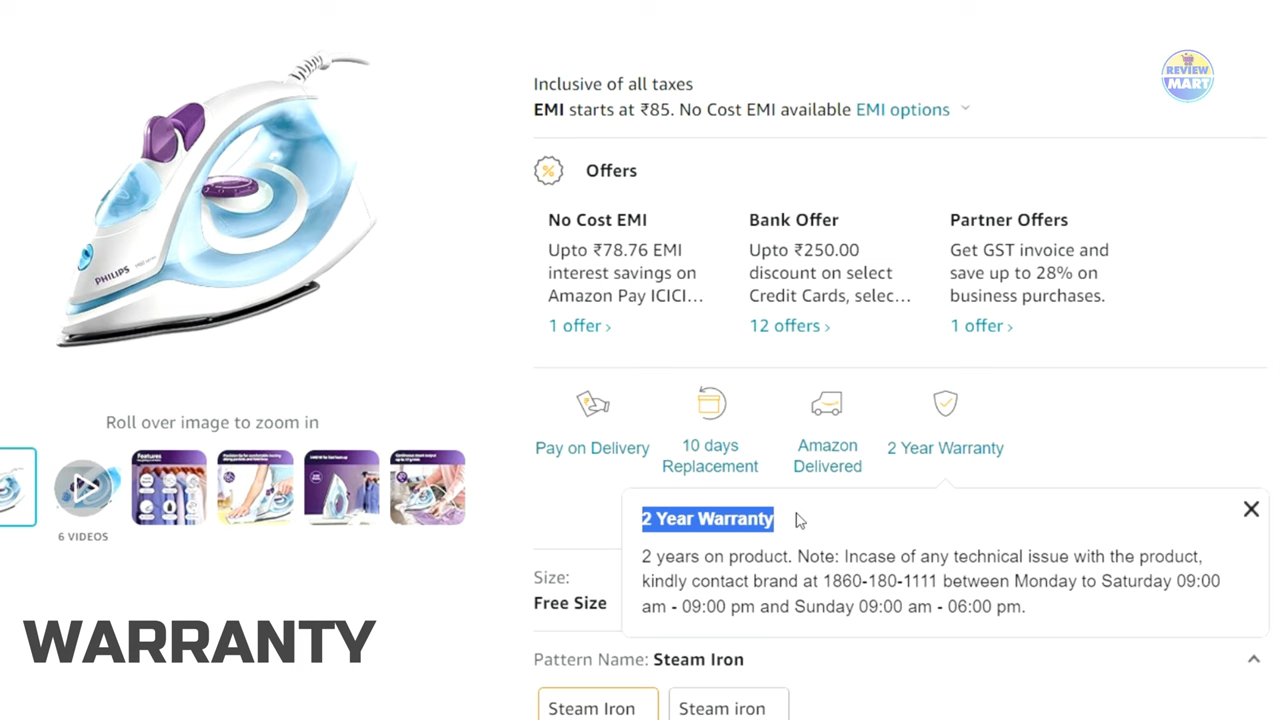 REVIEW
MART
Inclusive of all taxes
EMI starts at ₹85. No Cost EMI available EMI options
Offers
No Cost EMI
Upto ₹78.76 EMI
interest savings on
Amazon Pay ICICI…
1 offer ›
Bank Offer
Upto ₹250.00
discount on select
Credit Cards, selec…
12 offers ›
Partner Offers
Get GST invoice and
save up to 28% on
business purchases.
1 offer ›
PHILIPS
Roll over image to zoom in
Features
6 VIDEOS
Pay on Delivery
10 days
Replacement
Amazon
Delivered
2 Year Warranty
2 Year Warranty
2 years on product. Note: Incase of any technical issue with the product,
kindly contact brand at 1860-180-1111 between Monday to Saturday 09:00
am - 09:00 pm and Sunday 09:00 am - 06:00 pm.
Size:
Free Size
WARRANTY
Pattern Name: Steam Iron
Steam Iron
Steam iron